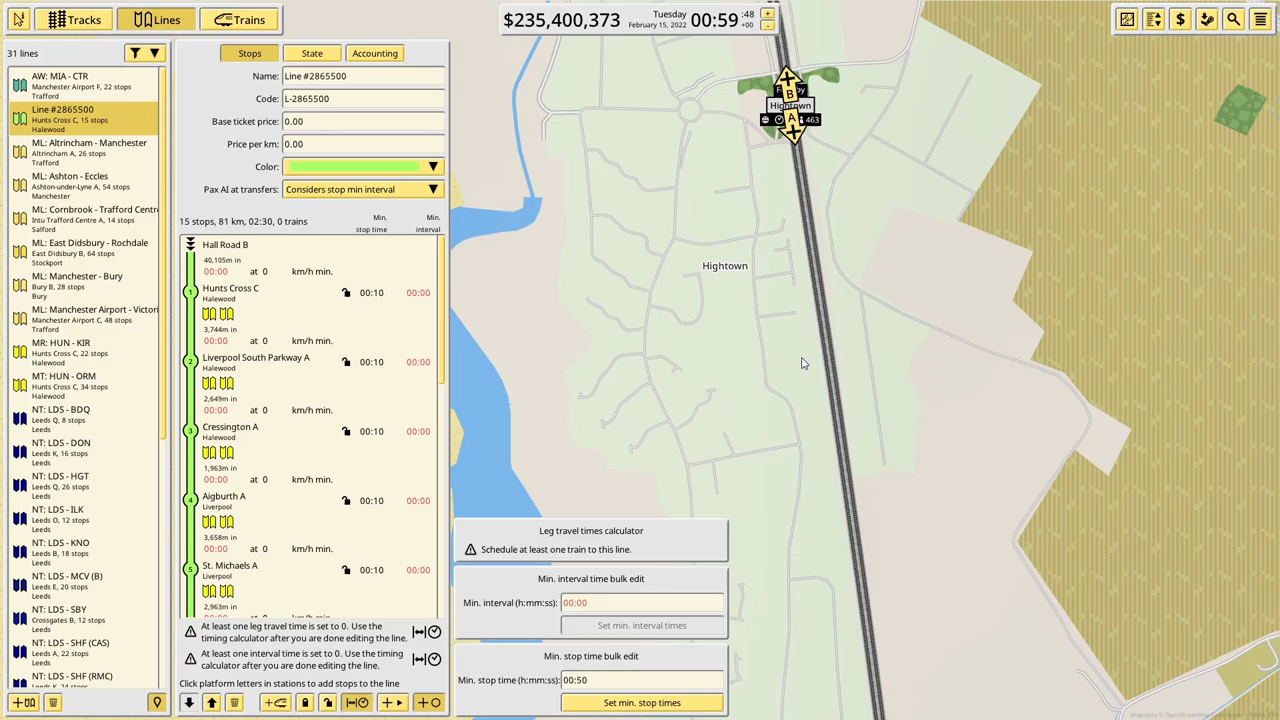 Tracks
Lines
Trains
$235,400,373
Tuesday
February 15, 2022
00:59
:48
+00
+
-
31 lines
AW: MIA - CTR
Manchester Airport F, 22 stops
Trafford
Line #2865500
Hunts Cross C, 15 stops
Halewood
ML: Altrincham - Manchester
Altrincham A, 26 stops
Trafford
ML: Ashton - Eccles
Ashton-under-Lyne A, 54 stops
Manchester
ML: Cornbrook - Trafford Centre
Intu Trafford Centre A, 14 stops
Salford
ML: East Didsbury - Rochdale
East Didsbury B, 64 stops
Stockport
ML: Manchester - Bury
Bury B, 28 stops
Bury
ML: Manchester Airport - Victori
Manchester Airport C, 48 stops
Trafford
MR: HUN - KIR
Hunts Cross C, 22 stops
Halewood
MT: HUN - ORM
Hunts Cross C, 34 stops
Halewood
NT: LDS - BDQ
Leeds Q, 8 stops
Leeds
NT: LDS - DON
Leeds K, 16 stops
Leeds
NT: LDS - HGT
Leeds Q, 26 stops
Leeds
NT: LDS - ILK
Leeds O, 12 stops
Leeds
NT: LDS - KNO
Leeds B, 18 stops
Leeds
NT: LDS - MCV (B)
Leeds E, 20 stops
Leeds
NT: LDS - SBY
Crossgates B, 12 stops
Leeds
NT: LDS - SHF (CAS)
Leeds A, 22 stops
Leeds
NT: LDS - SHF (RMC)
Stops
State
Accounting
Name: Line #2865500
Code: L-2865500
Base ticket price: 0.00
Price per km: 0.00
Color:
Pax AI at transfers: Considers stop min interval
15 stops, 81 km, 02:30, 0 trains
Min. stop time
Min. interval
Hall Road B
40,105m in
00:00 at 0 km/h min.
1 Hunts Cross C 00:10 00:00
Halewood
3,744m in
00:00 at 0 km/h min.
2 Liverpool South Parkway A 00:10 00:00
Halewood
2,649m in
00:00 at 0 km/h min.
3 Cressington A 00:10 00:00
Halewood
1,963m in
00:00 at 0 km/h min.
4 Aigburth A 00:10 00:00
Liverpool
3,658m in
00:00 at 0 km/h min.
5 St. Michaels A 00:10 00:00
Liverpool
2,963m in
At least one leg travel time is set to 0. Use the
timing calculator after you are done editing the line.
At least one interval time is set to 0. Use the timing
calculator after you are done editing the line.
Click platform letters in stations to add stops to the line
Leg travel times calculator
Schedule at least one train to this line.
Min. interval time bulk edit
Min. interval (h:mm:ss): 00:00
Set min. interval times
Min. stop time bulk edit
Min. stop time (h:mm:ss): 00:50
Set min. stop times
B
Hightown
A
463
Hightown